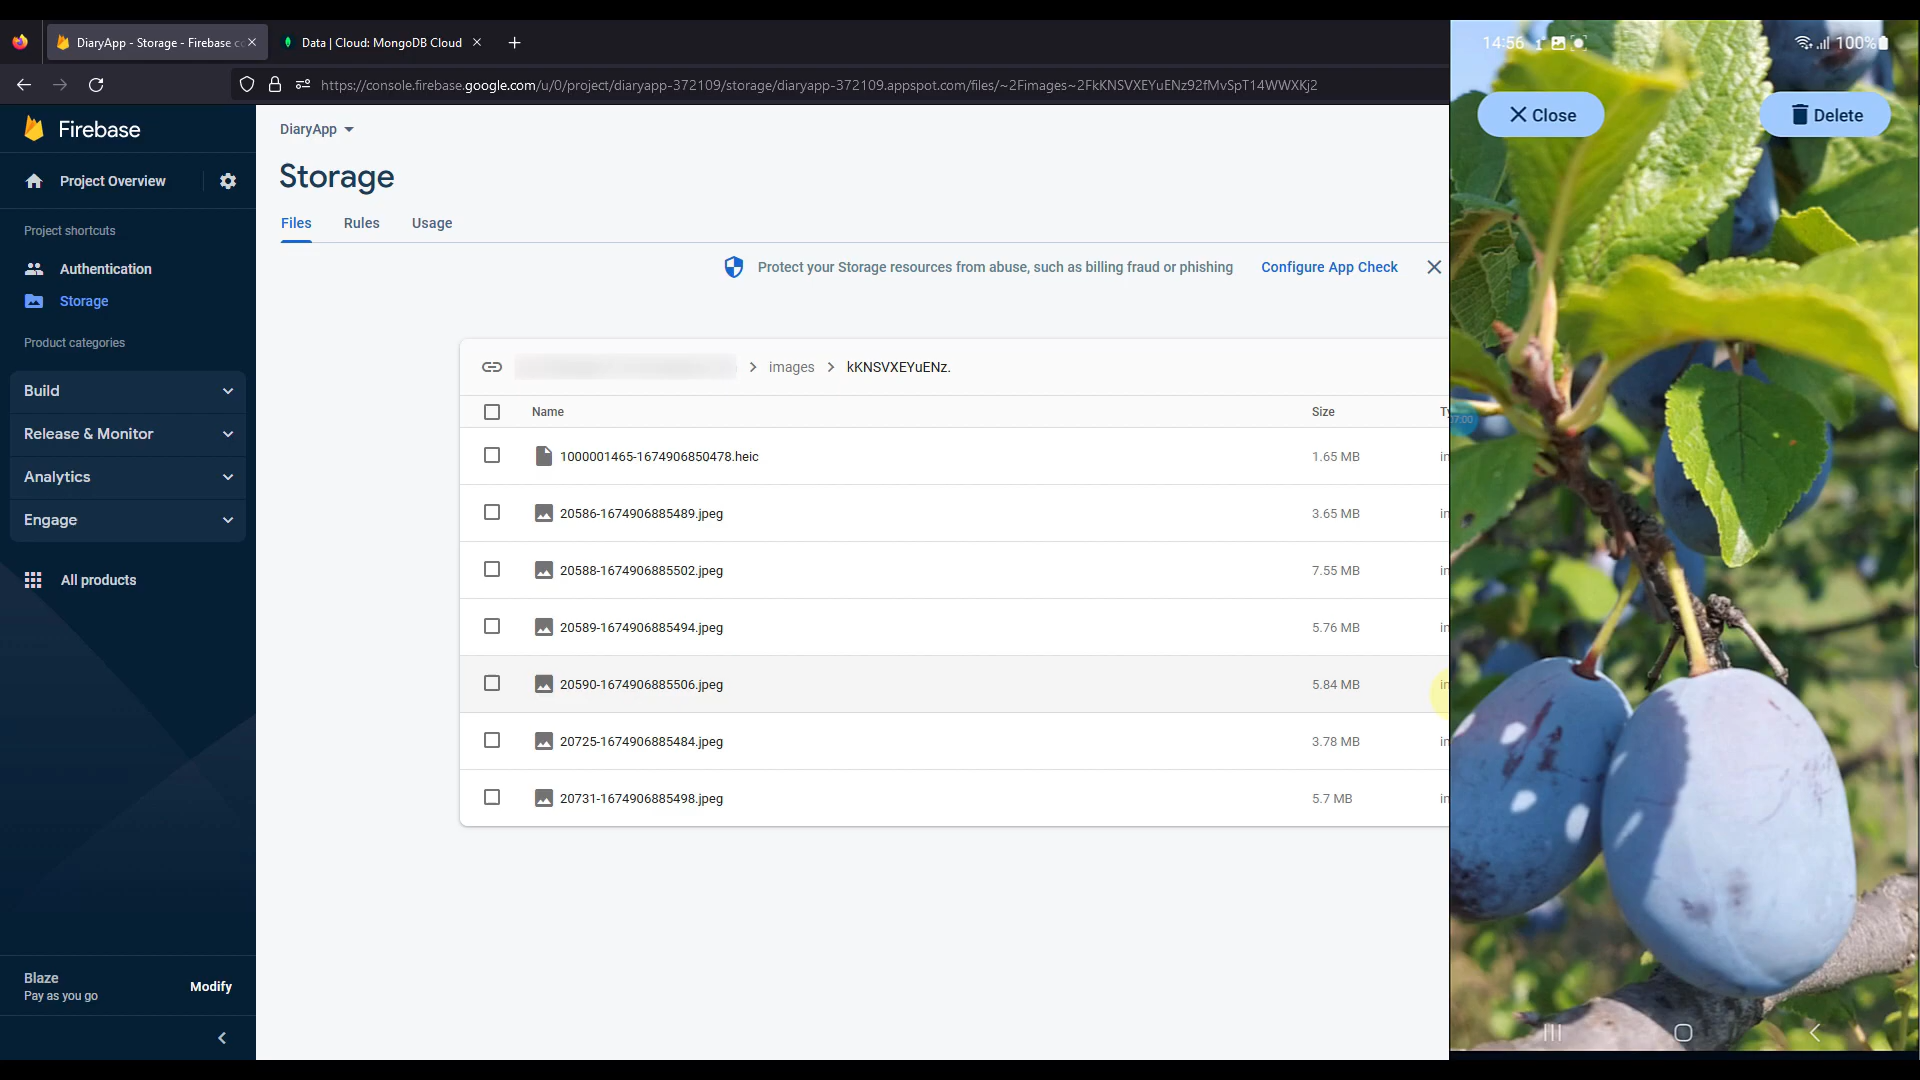 DiaryApp - Storage - Firebase co
Data | Cloud: MongoDB Cloud
https://console.firebase.google.com/u/0/project/diaryapp-372109/storage/diaryapp-372109.appspot.com/files/~2Fimages~2FkKNSVXEYuENz92fMvSpT14WWXKj2
Firebase
Project Overview
Project shortcuts
Authentication
Storage
Product categories
Build
Release & Monitor
Analytics
Engage
All products
Blaze
Pay as you go
Modify
DiaryApp
Storage
Files Rules Usage
Protect your Storage resources from abuse, such as billing fraud or phishing Configure App Check
images kKNSVXEYuENz.
Name Size
1000001465-1674906850478.heic 1.65 MB
20586-1674906885489.jpeg 3.65 MB
20588-1674906885502.jpeg 7.55 MB
20589-1674906885494.jpeg 5.76 MB
20590-1674906885506.jpeg 5.84 MB
20725-1674906885484.jpeg 3.78 MB
20731-1674906885498.jpeg 5.7 MB
14:56 100%
Close Delete